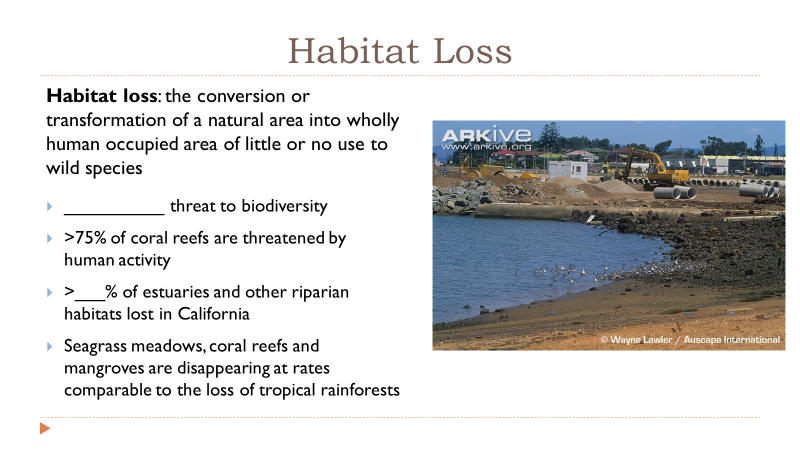 Habitat Loss
Habitat loss: the conversion or
transformation of a natural area into wholly
human occupied area of little or no use to
wild species
__________ threat to biodiversity
>75% of coral reefs are threatened by
human activity
>___% of estuaries and other riparian
habitats lost in California
Seagrass meadows, coral reefs and
mangroves are disappearing at rates
comparable to the loss of tropical rainforests
ARKive
www.arkive.org
© Wayne Lawler / Auscape International